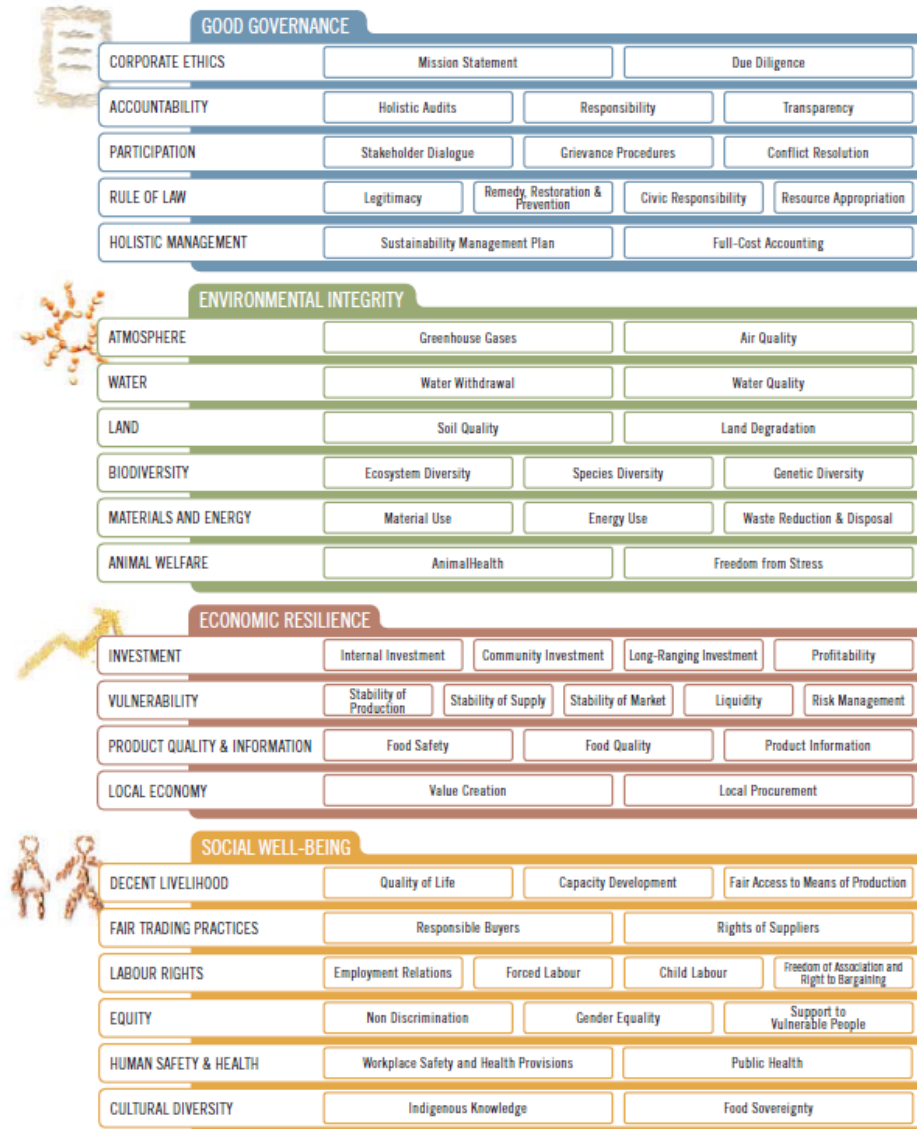 GOOD GOVERNANCE
CORPORATE ETHICS
Mission Statement
Due Diligence
ACCOUNTABILITY
Holistic Audits
Responsibility
Transparency
PARTICIPATION
Stakeholder Dialogue
Grievance Procedures
Conflict Resolution
RULE OF LAW
Legitimacy
Remedy, Restoration &
Prevention
Civic Responsibility
Resource Appropriation
HOLISTIC MANAGEMENT
Sustainability Management Plan
Full-Cost Accounting
ENVIRONMENTAL INTEGRITY
ATMOSPHERE
Greenhouse Gases
Air Quality
WATER
Water Withdrawal
Water Quality
LAND
Soil Quality
Land Degradation
BIODIVERSITY
Ecosystem Diversity
Species Diversity
Genetic Diversity
MATERIALS AND ENERGY
Material Use
Energy Use
Waste Reduction & Disposal
ANIMAL WELFARE
AnimalHealth
Freedom from Stress
ECONOMIC RESILIENCE
INVESTMENT
Internal Investment
Community Investment
Long-Ranging Investment
Profitability
VULNERABILITY
Stability of
Production
Stability of Supply
Stability of Market
Liquidity
Risk Management
PRODUCT QUALITY & INFORMATION
Food Safety
Food Quality
Product Information
LOCAL ECONOMY
Value Creation
Local Procurement
SOCIAL WELL-BEING
DECENT LIVELIHOOD
Quality of Life
Capacity Development
Fair Access to Means of Production
FAIR TRADING PRACTICES
Responsible Buyers
Rights of Suppliers
LABOUR RIGHTS
Employment Relations
Forced Labour
Child Labour
Freedom of Association and
Right to Bargaining
EQUITY
Non Discrimination
Gender Equality
Support to
Vulnerable People
HUMAN SAFETY & HEALTH
Workplace Safety and Health Provisions
Public Health
CULTURAL DIVERSITY
Indigenous Knowledge
Food Sovereignty